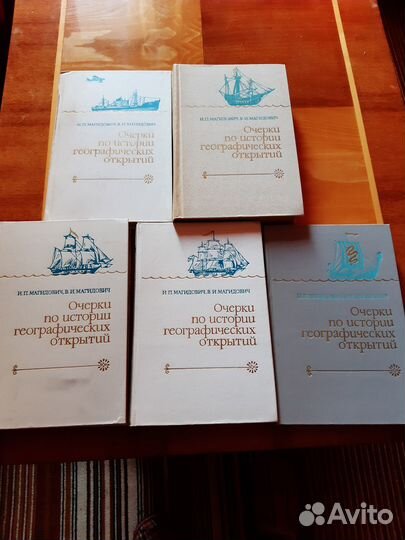 И. П. МАГИДОВИЧ, В. И. МАГИДОВИЧ
Очерки
по истории
географических
открытий
И. П. МАГИДОВИЧ, В. И. МАГИДОВИЧ
Очерки
по истории
географических
открытий
И. П. МАГИДОВИЧ, В. И. МАГИДОВИЧ
Очерки
по истории
географических
открытий
И. П. МАГИДОВИЧ, В. И. МАГИДОВИЧ
Очерки
по истории
географических
открытий
Очерки
по истории
географических
открытий
Avito